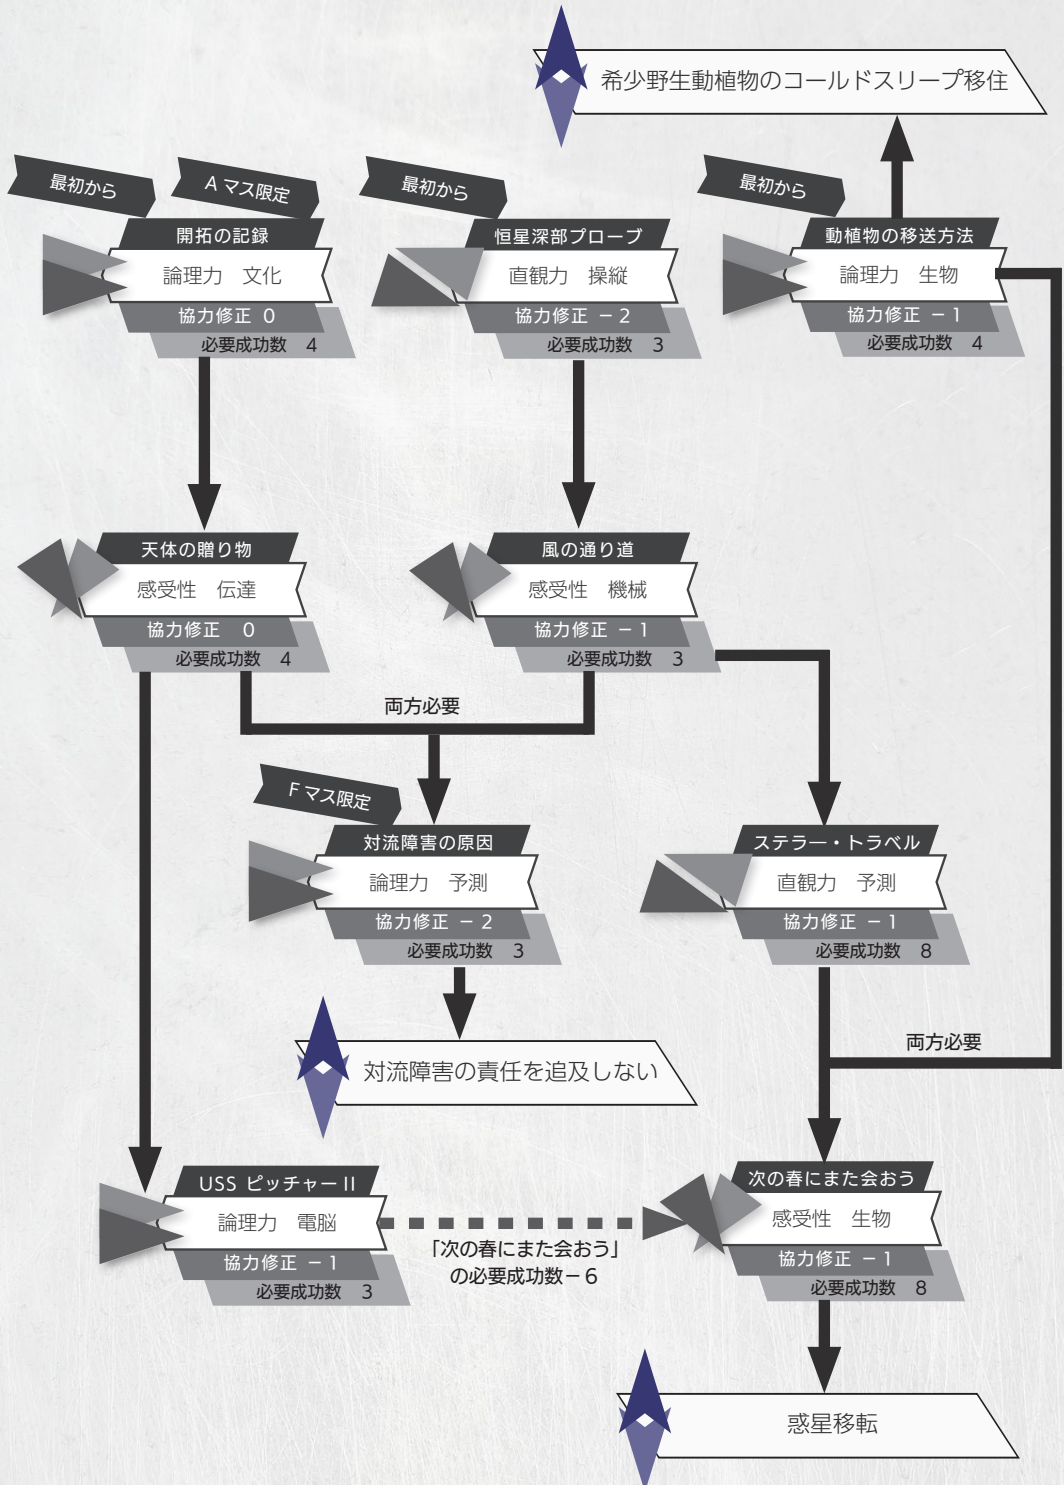 希少野生動植物のコールドスリープ移住
最初から
A マス限定
開拓の記録
論理力　文化
協力修正 0
必要成功数　4
最初から
恒星深部プローブ
直観力　操縦
協力修正 －2
必要成功数　3
最初から
動植物の移送方法
論理力　生物
協力修正 －1
必要成功数　4
天体の贈り物
感受性　伝達
協力修正　0
必要成功数　4
風の通り道
感受性　機械
協力修正 －1
必要成功数　3
両方必要
F マス限定
対流障害の原因
論理力　予測
協力修正 －2
必要成功数　3
ステラー・トラベル
直観力　予測
協力修正 －1
必要成功数　8
両方必要
対流障害の責任を追及しない
USS ピッチャーII
論理力　電脳
協力修正 －1
必要成功数　3
「次の春にまた会おう」
の必要成功数－6
次の春にまた会おう
感受性　生物
協力修正 －1
必要成功数　8
惑星移転